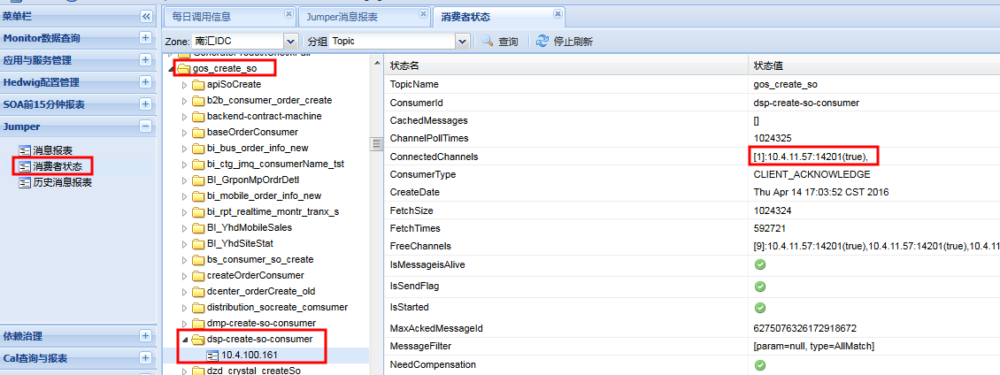 菜单栏
Monitor数据查询
应用与服务管理
Hedwig配置管理
SOA前15分钟报表
Jumper
消息报表
消费者状态
历史消息报表
依赖治理
Cal查询与报表
每日调用信息
Jumper消息报表
消费者状态
Zone: 南汇IDC
分组 Topic
查询
停止刷新
gos_create_so
apiSoCreate
b2b_consumer_order_create
backend-contract-machine
baseOrderConsumer
bi_bus_order_info_new
bi_ctg_jmq_consumerName_tst
BI_GrponMpOrdrDetl
bi_mobile_order_info_new
bi_rpt_realtime_montr_tranx_s
BI_YhdMobileSales
BI_YhdSiteStat
bs_consumer_so_create
createOrderConsumer
dcenter_orderCreate_old
distribution_socreate_comsumer
dmp-create-so-consumer
dsp-create-so-consumer
10.4.100.161
dzd_crystal_createSo
状态名 状态值
TopicName gos_create_so
ConsumerId dsp-create-so-consumer
CachedMessages []
ChannelPollTimes 1024325
ConnectedChannels [1]:10.4.11.57:14201(true),
ConsumerType CLIENT_ACKNOWLEDGE
CreateDate Thu Apr 14 17:03:52 CST 2016
FetchSize 1024324
FetchTimes 592721
FreeChannels [9]:10.4.11.57:14201(true),10.4.11.57:14201(true),10.4.1
IsMessageisAlive
IsSendFlag
IsStarted
MaxAckedMessageId 6275076326172918672
MessageFilter [param=null, type=AllMatch]
NeedCompensation